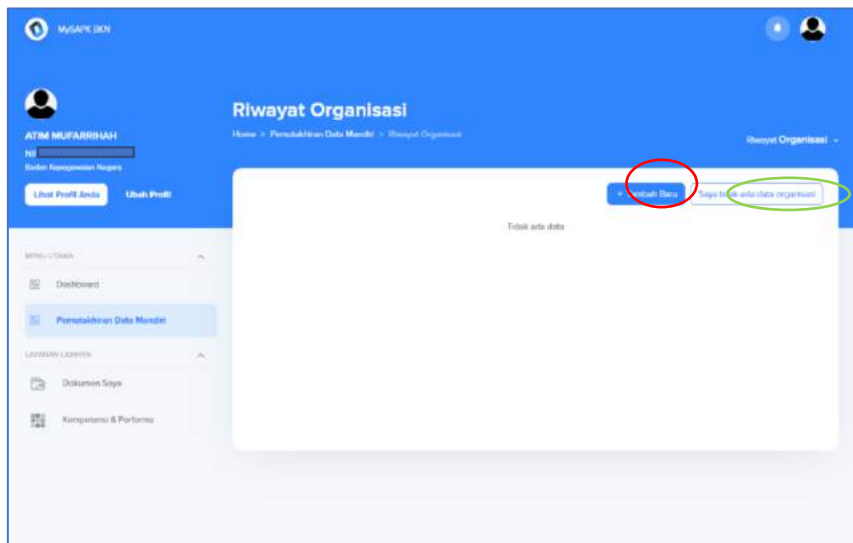 MySAPK BKN
ATIM MUFARRIHAH
NI
Badan Kepegawaian Negara
Lihat Profil Anda
Ubah Profil
MENU UTAMA
Dashboard
Pemutakhiran Data Mandiri
LAYANAN LAINNYA
Dokumen Saya
Kompetensi & Performa
Riwayat Organisasi
Home > Pemutakhiran Data Mandiri > Riwayat Organisasi
Riwayat Organisasi
+ Tambah Baru
Saya tidak ada data organisasi
Tidak ada data